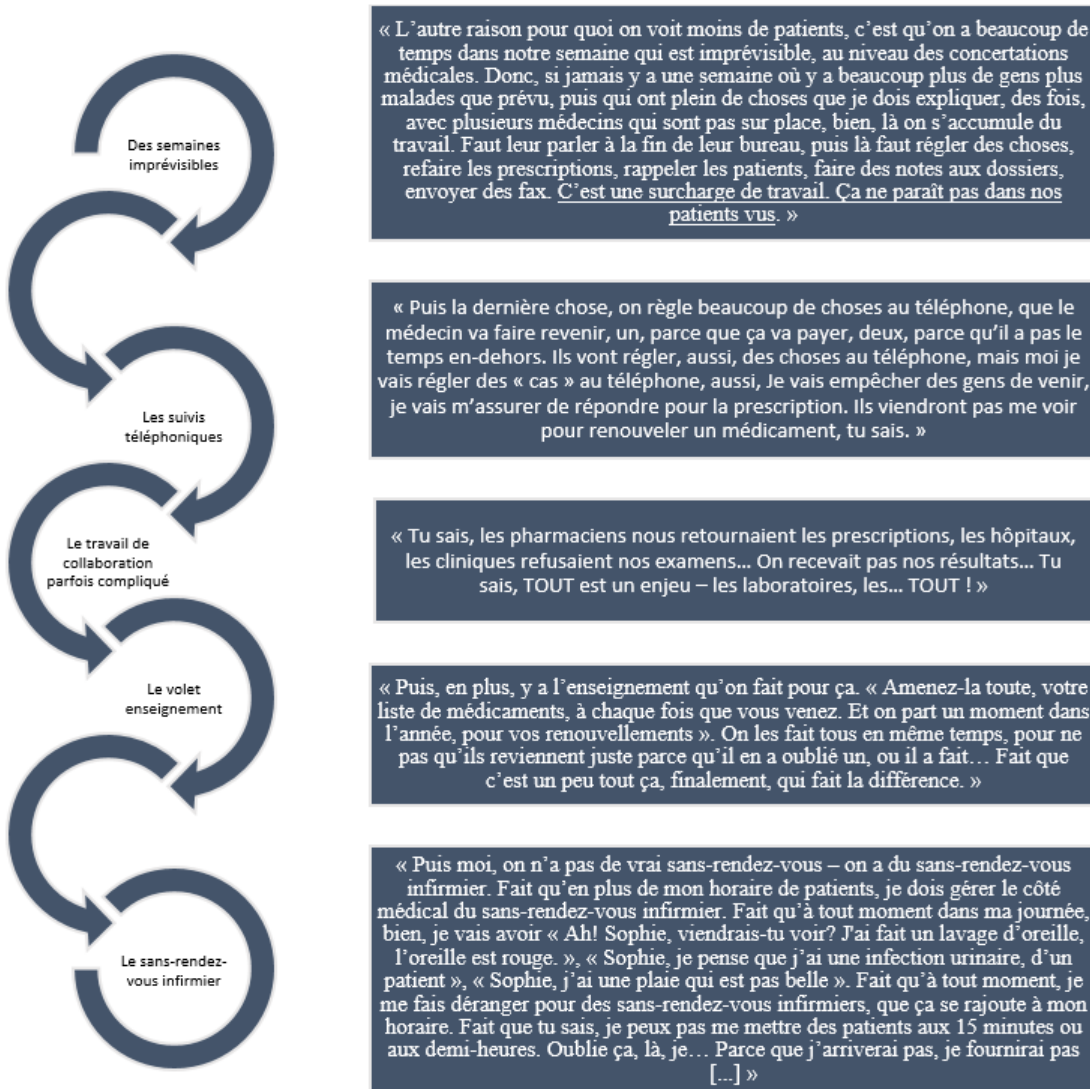 Des semaines
imprévisibles
« L’autre raison pour quoi on voit moins de patients, c’est qu’on a beaucoup de
temps dans notre semaine qui est imprévisible, au niveau des concertations
médicales. Donc, si jamais y a une semaine où y a beaucoup plus de gens plus
malades que prévu, puis qui ont plein de choses que je dois expliquer, des fois,
avec plusieurs médecins qui sont pas sur place, bien, là on s’accumule du
travail. Faut leur parler à la fin de leur bureau, puis là faut régler des choses,
refaire les prescriptions, rappeler les patients, faire des notes aux dossiers,
envoyer des fax. C’est une surcharge de travail. Ça ne paraît pas dans nos
patients vus. »
Les suivis
téléphoniques
« Puis la dernière chose, on règle beaucoup de choses au téléphone, que le
médecin va faire revenir, un, parce que ça va payer, deux, parce qu’il a pas le
temps en-dehors. Ils vont régler, aussi, des choses au téléphone, mais moi je
vais régler des « cas » au téléphone, aussi, Je vais empêcher des gens de venir,
je vais m’assurer de répondre pour la prescription. Ils viendront pas me voir
pour renouveler un médicament, tu sais. »
Le travail de
collaboration
parfois compliqué
« Tu sais, les pharmaciens nous retournaient les prescriptions, les hôpitaux,
les cliniques refusaient nos examens… On recevait pas nos résultats… Tu
sais, TOUT est un enjeu – les laboratoires, les… TOUT ! »
Le volet
enseignement
« Puis, en plus, y a l’enseignement qu’on fait pour ça. « Amenez-la toute, votre
liste de médicaments, à chaque fois que vous venez. Et on part un moment dans
l’année, pour vos renouvellements ». On les fait tous en même temps, pour ne
pas qu’ils reviennent juste parce qu’il en a oublié un, ou il a fait… Fait que
c’est un peu tout ça, finalement, qui fait la différence. »
Le sans-rendez-
vous infirmier
« Puis moi, on n’a pas de vrai sans-rendez-vous – on a du sans-rendez-vous
infirmier. Fait qu’en plus de mon horaire de patients, je dois gérer le côté
médical du sans-rendez-vous infirmier. Fait qu’à tout moment dans ma journée,
bien, je vais avoir « Ah! Sophie, viendrais-tu voir? J'ai fait un lavage d’oreille,
l’oreille est rouge. », « Sophie, je pense que j’ai une infection urinaire, d’un
patient », « Sophie, j’ai une plaie qui est pas belle ». Fait qu’à tout moment, je
me fais déranger pour des sans-rendez-vous infirmiers, que ça se rajoute à mon
horaire. Fait que tu sais, je peux pas me mettre des patients aux 15 minutes ou
aux demi-heures. Oublie ça, là, je… Parce que j’arriverai pas, je fournirai pas
[...] »